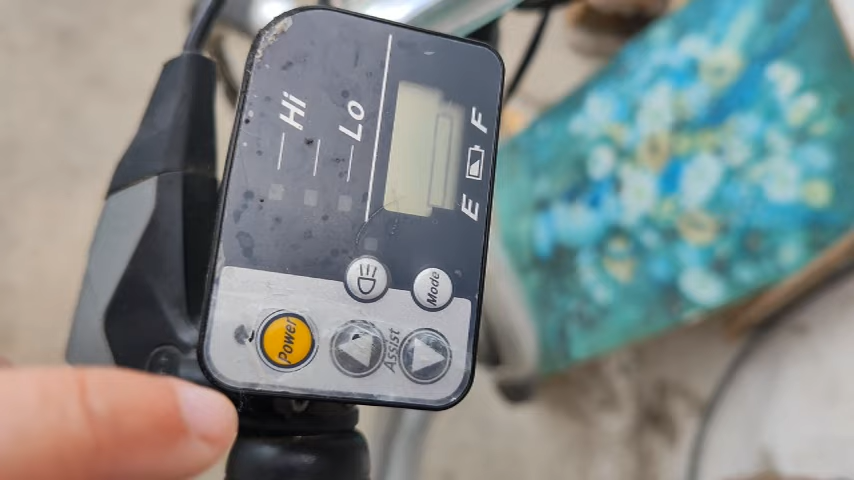 Hi
Lo
E F
Mode
Power
Assist